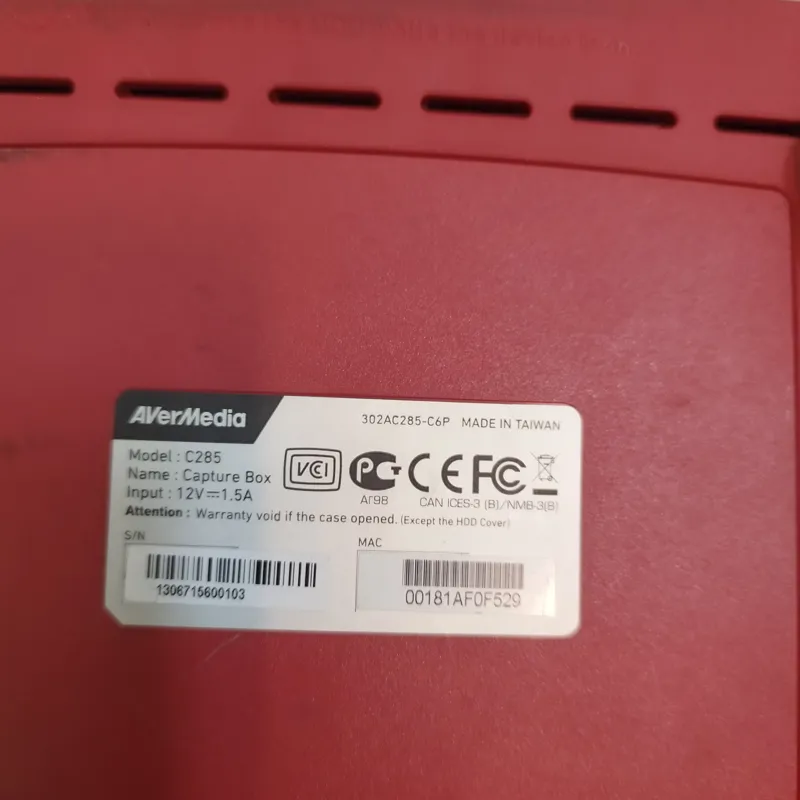 AVerMedia
302AC285-C6P MADE IN TAIWAN
Model : C285
Name : Capture Box
Input : 12V⎓1.5A
VCI
PCT
CE FC
АГ98
CAN ICES-3 (B)/NMB-3(B)
Attention : Warranty void if the case opened. (Except the HDD Cover)
S/N
MAC
1306715600103
00181AF0F529